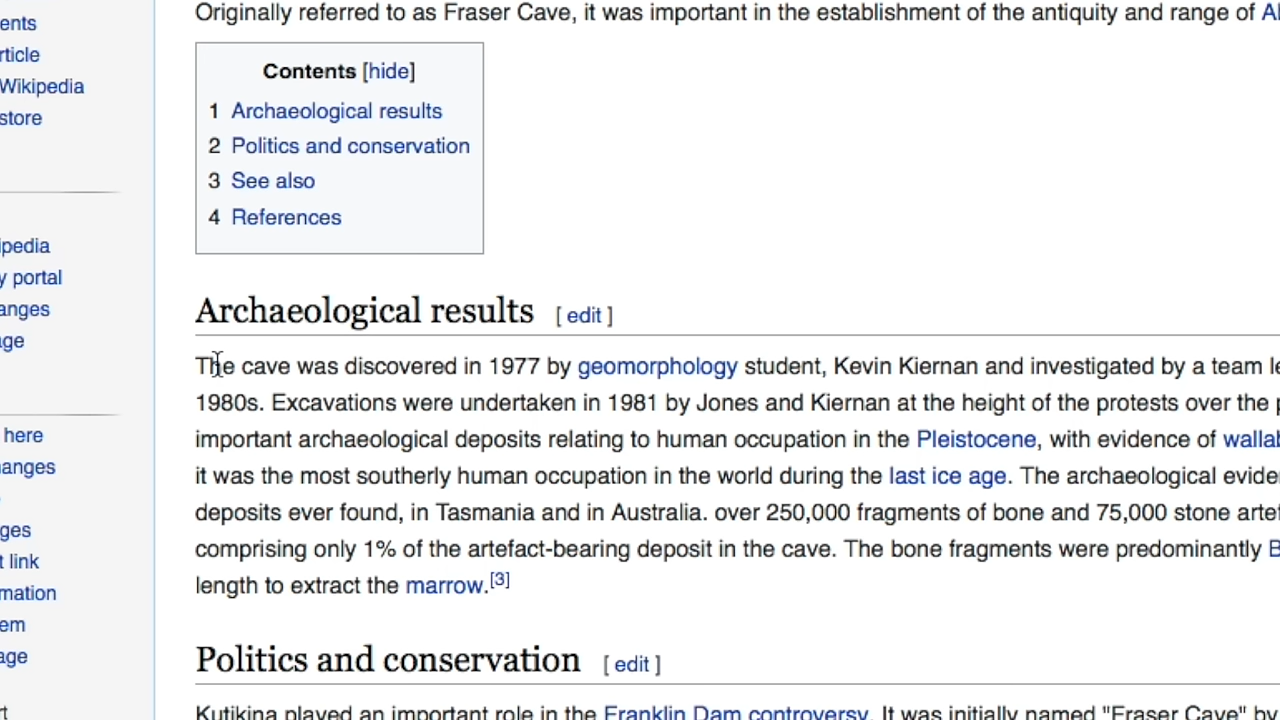 Originally referred to as Fraser Cave, it was important in the establishment of the antiquity and range of
ents
rticle
Wikipedia
store
ipedia
y portal
anges
ge
here
anges
ges
t link
mation
em
age
Contents [hide]
1 Archaeological results
2 Politics and conservation
3 See also
4 References
Archaeological results [ edit ]
The cave was discovered in 1977 by geomorphology student, Kevin Kiernan and investigated by a team
1980s. Excavations were undertaken in 1981 by Jones and Kiernan at the height of the protests over the
important archaeological deposits relating to human occupation in the Pleistocene, with evidence of
it was the most southerly human occupation in the world during the last ice age. The archaeological
deposits ever found, in Tasmania and in Australia. over 250,000 fragments of bone and 75,000 stone
comprising only 1% of the artefact-bearing deposit in the cave. The bone fragments were predominantly
length to extract the marrow.[3]
Politics and conservation [ edit ]
Kutikina played an important role in the Franklin Dam controversy. It was initially named "Fraser Cave" by